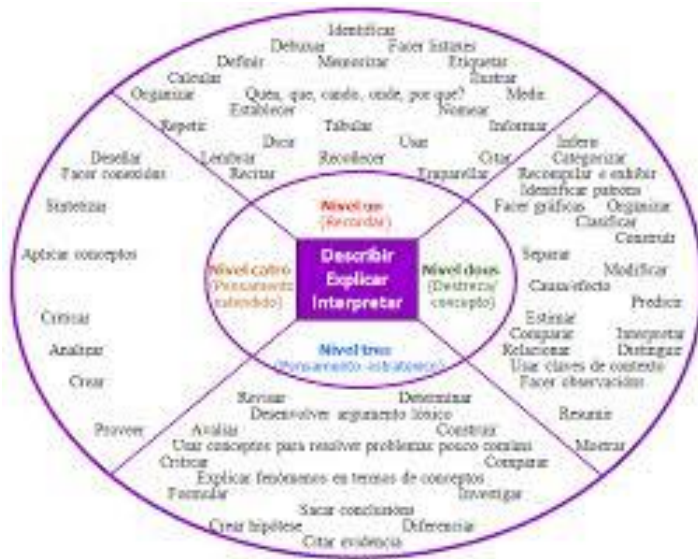 Identificar
Debuxar Facer listaxes
Definir Memorizar Etiquetar
Calcular Ilustrar
Organizar Quén, que, cando, onde, por que? Medir
Establecer Nomear
Repetir Tabular Informar
Dicir Usar
Lembrar Recoñecer Citar
Recitar Emparellar
Deseñar
Facer conexións
Sintetizar
Aplicar conceptos
Criticar
Analizar
Crear
Proveer
Nivel un
(Recordar)
Nivel catro
(Pensamento estendido)
Describir
Explicar
Interpretar
Nivel dous
(Destreza/
concepto)
Nivel tres
(Pensamento estratéxico)
Inferir
Categorizar
Recompilar e exhibir
Identificar patróns
Facer gráficas Organizar
Clasificar
Construír
Separar
Modificar
Causa/efecto
Predicir
Estimar
Comparar Interpretar
Relacionar Distinguir
Usar claves de contexto
Facer observacións
Resumir
Mostrar
Revisar Determinar
Desenvolver argumento lóxico
Avaliar Construír
Usar conceptos para resolver problemas pouco comúns
Criticar Comparar
Explicar fenómenos en termos de conceptos
Formular Investigar
Sacar conclusións
Crear hipótese Diferenciar
Citar evidencia